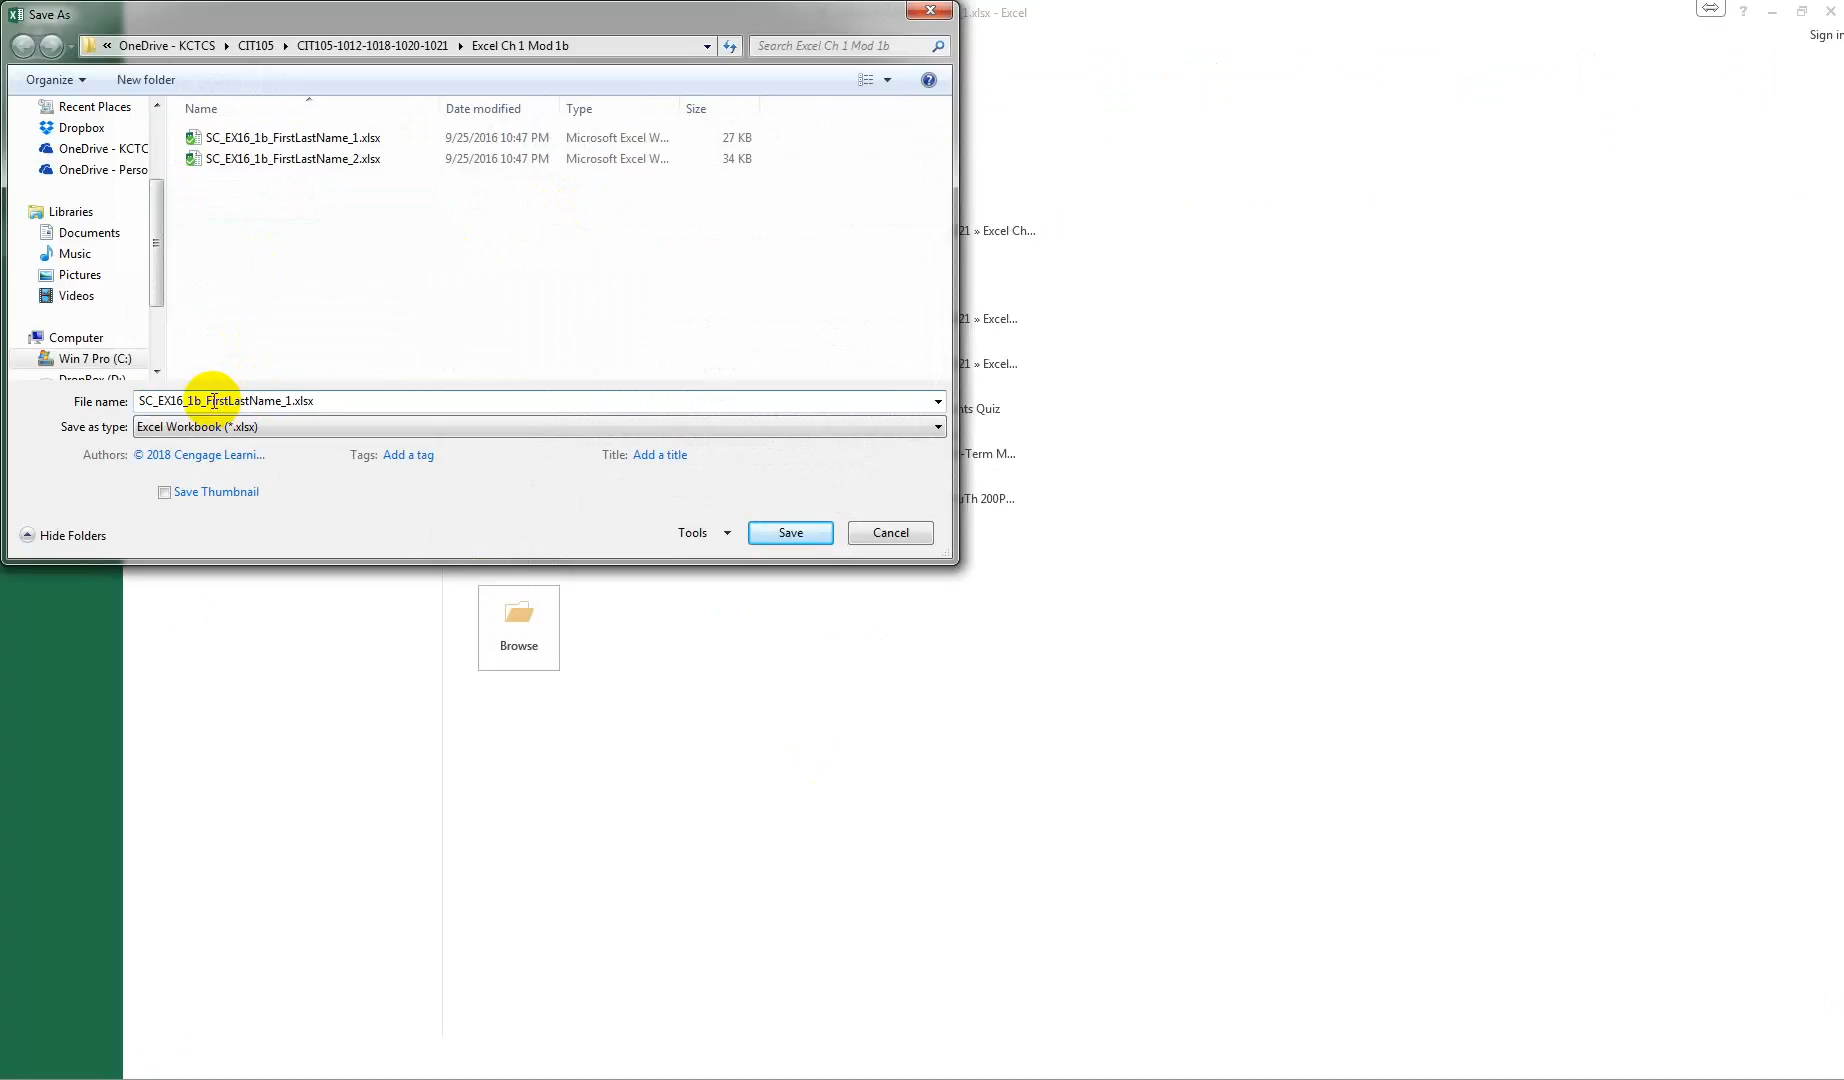 Save As
1.xlsx - Excel
?
Sign in
« OneDrive - KCTCS CIT105 CIT105-1012-1018-1020-1021 Excel Ch 1 Mod 1b
Search Excel Ch 1 Mod 1b
Organize New folder
Recent Places
Dropbox
OneDrive - KCTC
OneDrive - Perso
Libraries
Documents
Music
Pictures
Videos
Computer
Win 7 Pro (C:)
DropBox (D:)
Name Date modified Type Size
SC_EX16_1b_FirstLastName_1.xlsx 9/25/2016 10:47 PM Microsoft Excel W... 27 KB
SC_EX16_1b_FirstLastName_2.xlsx 9/25/2016 10:47 PM Microsoft Excel W... 34 KB
File name: SC_EX16_1b_FirstLastName_1.xlsx
Save as type: Excel Workbook (*.xlsx)
Authors: © 2018 Cengage Learni... Tags: Add a tag Title: Add a title
Save Thumbnail
Hide Folders
Tools Save Cancel
21 » Excel Ch...
21 » Excel...
21 » Excel...
nts Quiz
-Term M...
uTh 200P...
Browse